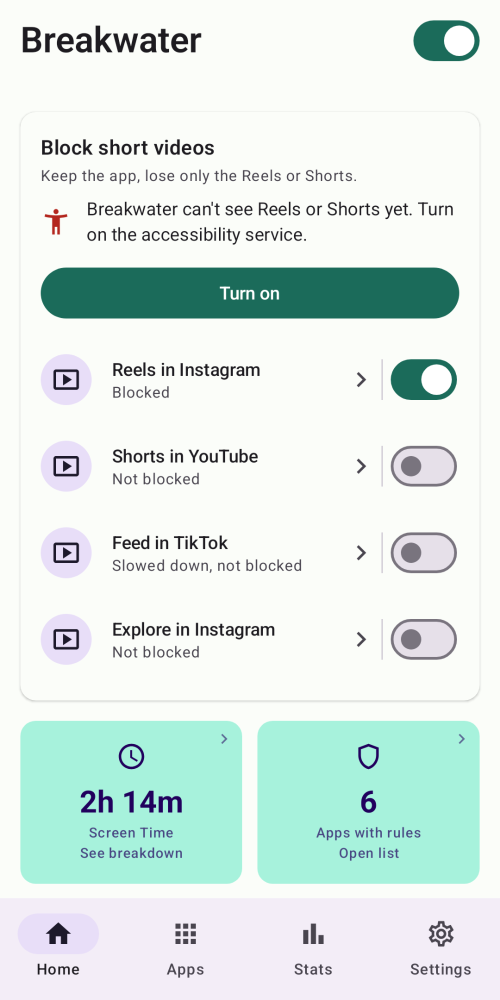 Breakwater
Block short videos
Keep the app, lose only the Reels or Shorts.
Breakwater can't see Reels or Shorts yet. Turn
on the accessibility service.
Turn on
Reels in Instagram
Blocked
Shorts in YouTube
Not blocked
Feed in TikTok
Slowed down, not blocked
Explore in Instagram
Not blocked
2h 14m
Screen Time
See breakdown
6
Apps with rules
Open list
Home
Apps
Stats
Settings